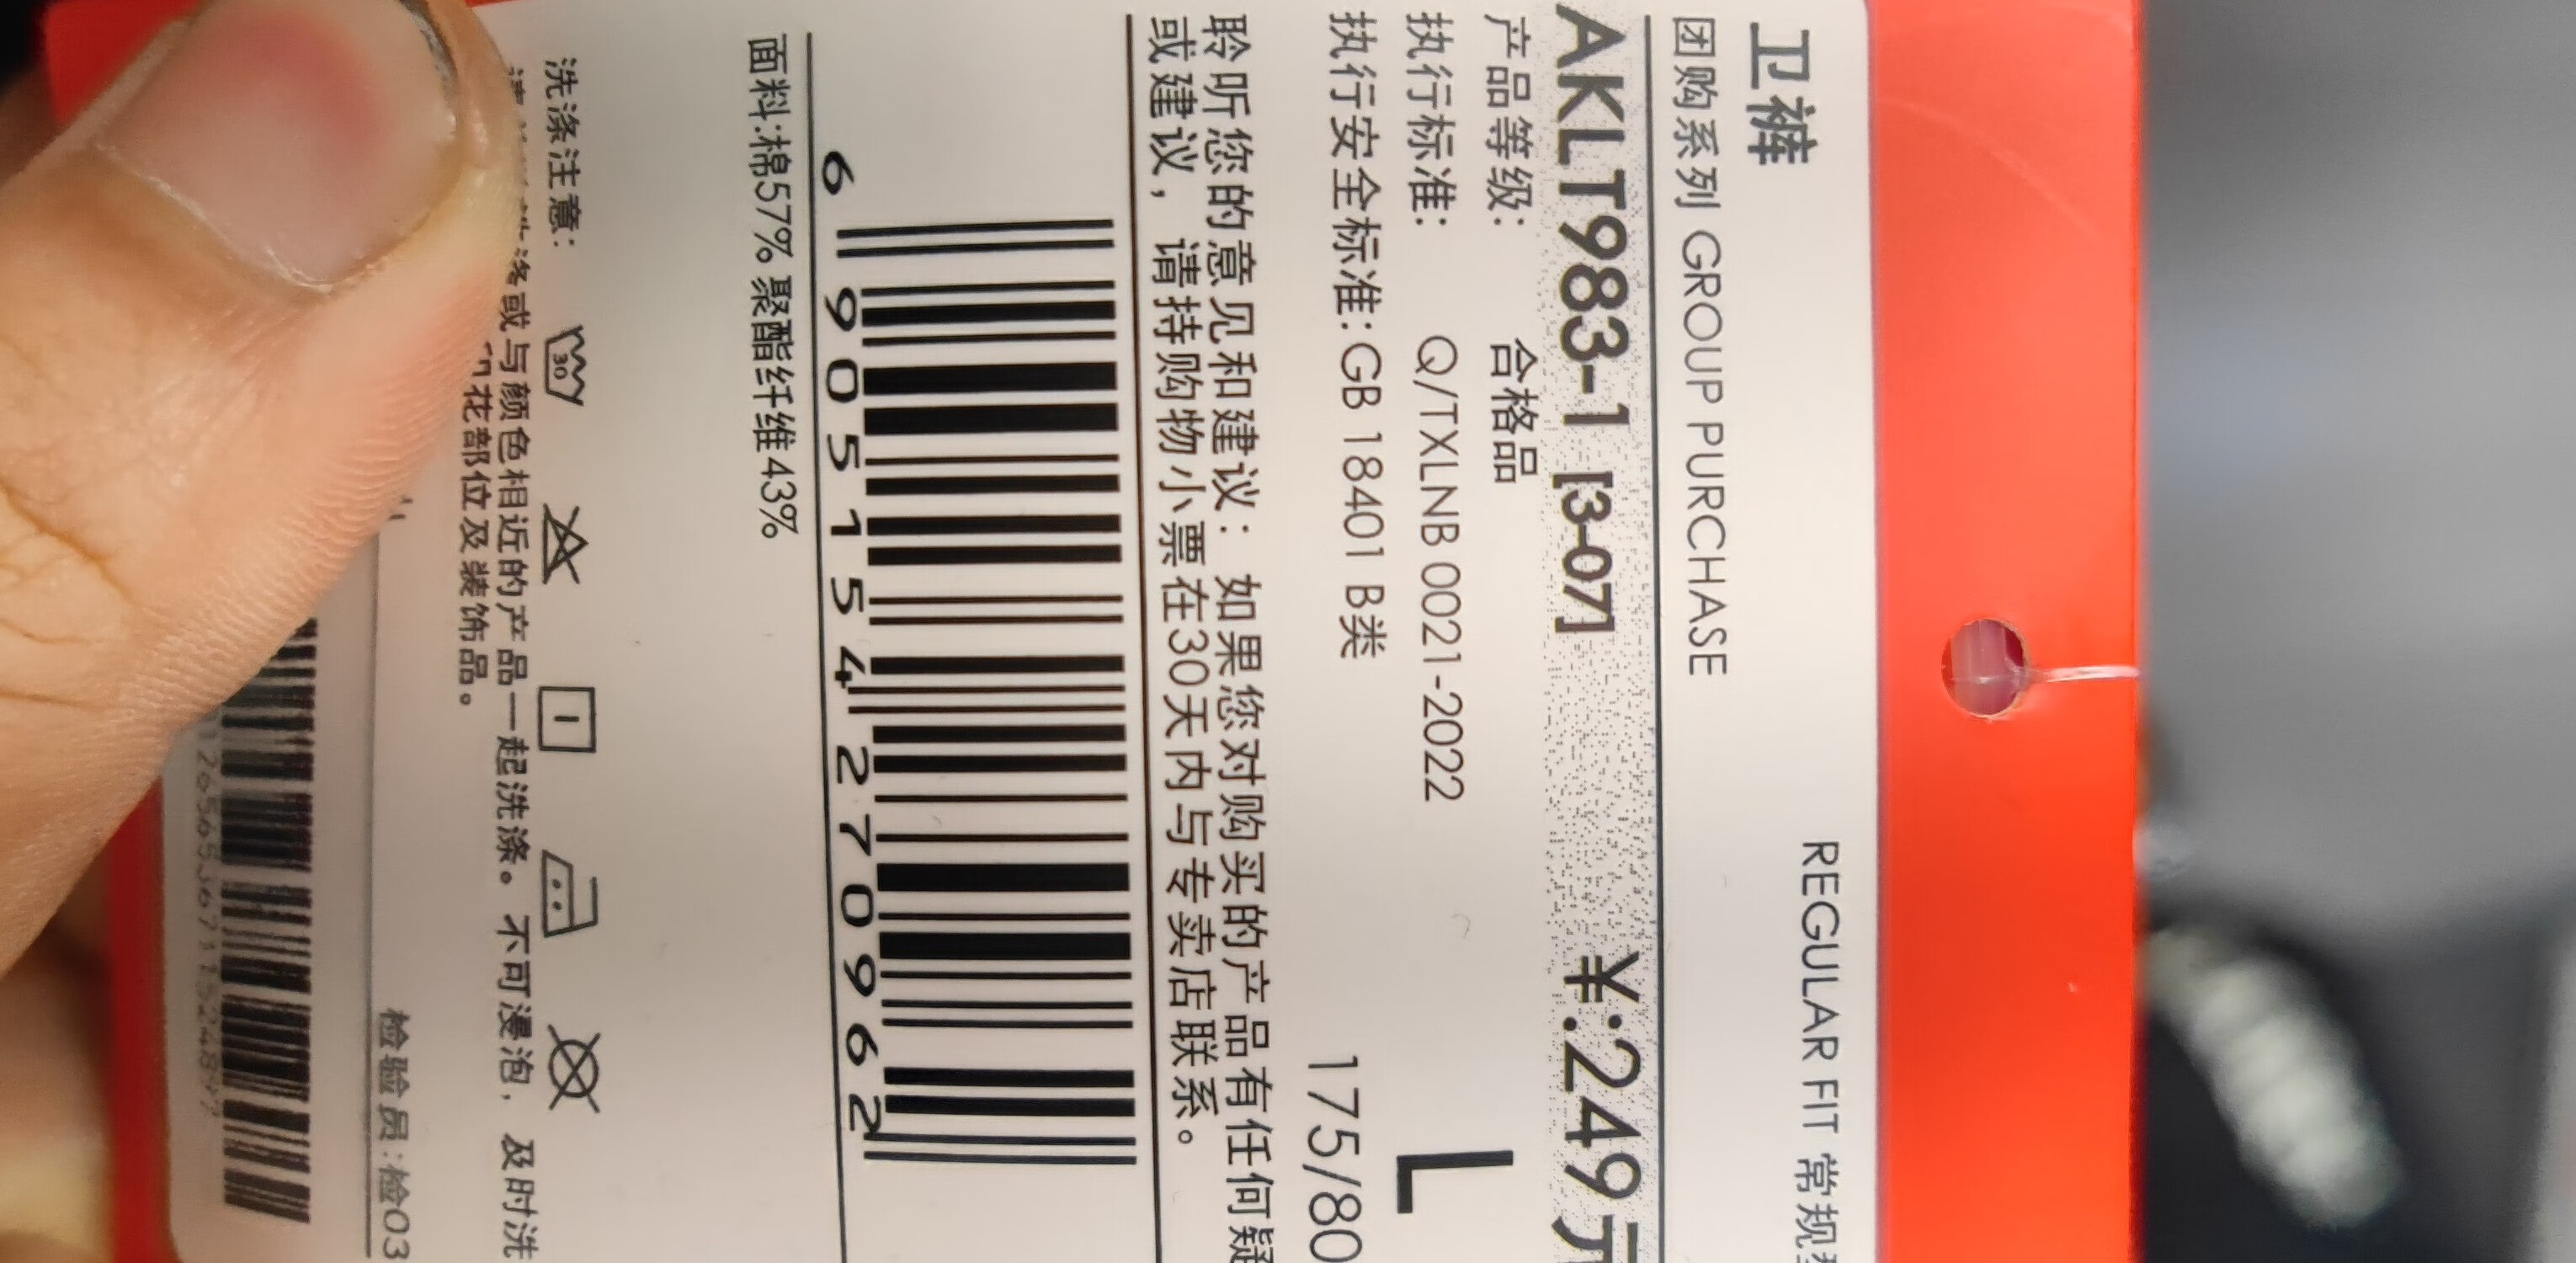 卫裤
REGULAR FIT 常规
团购系列 GROUP PURCHASE
AKLT983-1 [3-07] ¥:249元
产品等级: 合格品
执行标准: Q/TXLNB 0021-2022
L
执行安全标准: GB 18401 B类
175/80
聆听您的意见和建议: 如果您对购买的产品有任何疑
或建议, 请持购物小票在30天内与专卖店联系。
6 905154 270962
面料:棉57% 聚酯纤维43%
洗涤注意:
30
涤或与颜色相近的产品一起洗涤。不可浸泡, 及时洗
花部位及装饰品。
检验员:检03